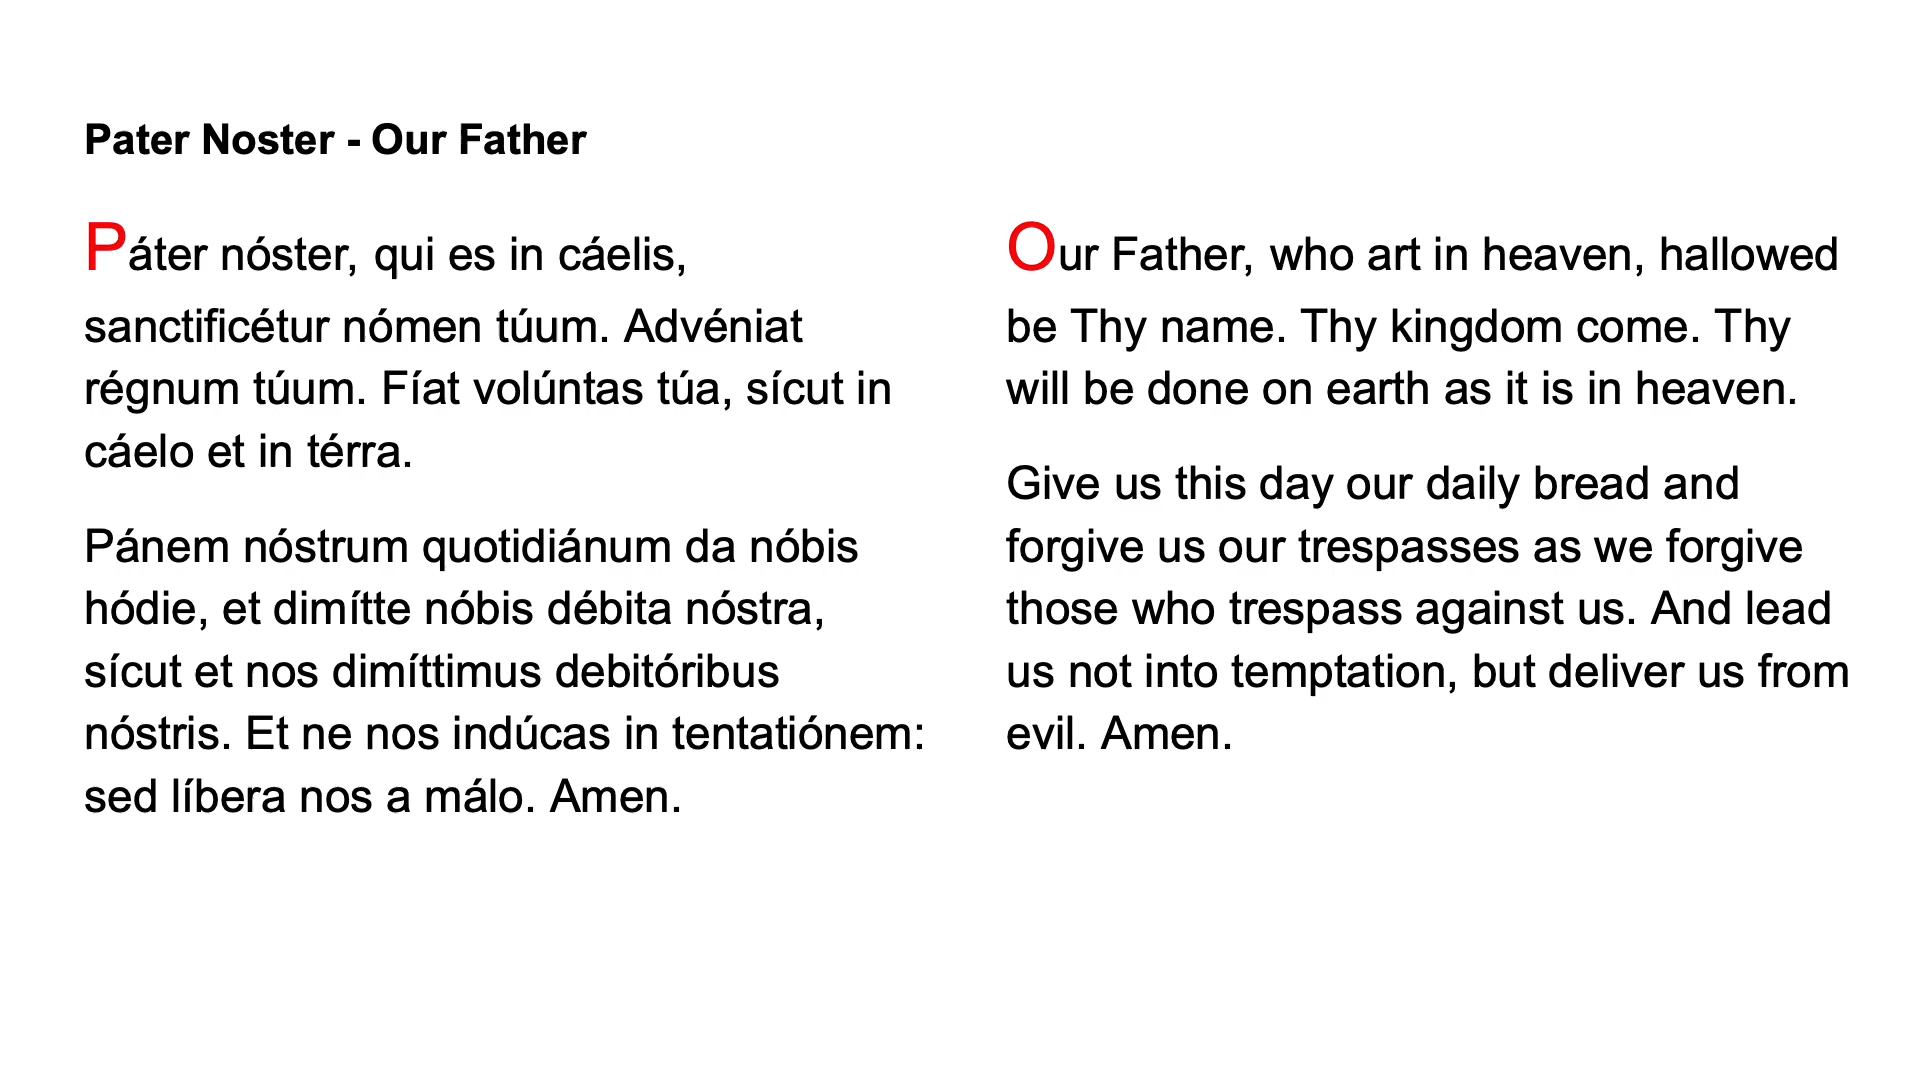 Pater Noster - Our Father
Páter nóster, qui es in cáelis,
sanctificétur nómen túum. Advéniat
régnum túum. Fíat volúntas túa, sícut in
cáelo et in térra.
Pánem nóstrum quotidiánum da nóbis
hódie, et dimítte nóbis débita nóstra,
sícut et nos dimíttimus debitóribus
nóstris. Et ne nos indúcas in tentatiónem:
sed líbera nos a málo. Amen.
Our Father, who art in heaven, hallowed
be Thy name. Thy kingdom come. Thy
will be done on earth as it is in heaven.
Give us this day our daily bread and
forgive us our trespasses as we forgive
those who trespass against us. And lead
us not into temptation, but deliver us from
evil. Amen.